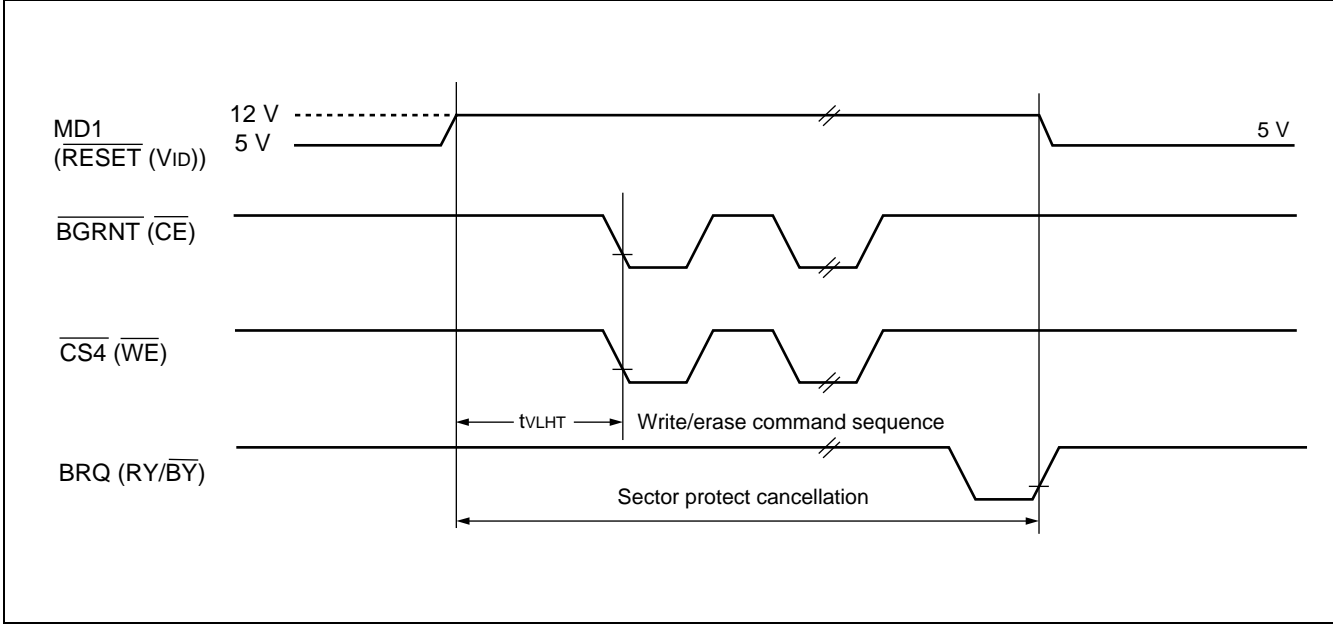 12 V
MD1
5 V
(RESET (VID))
5 V
BGRNT (CE)
CS4 (WE)
tVLHT
Write/erase command sequence
BRQ (RY/BY)
Sector protect cancellation